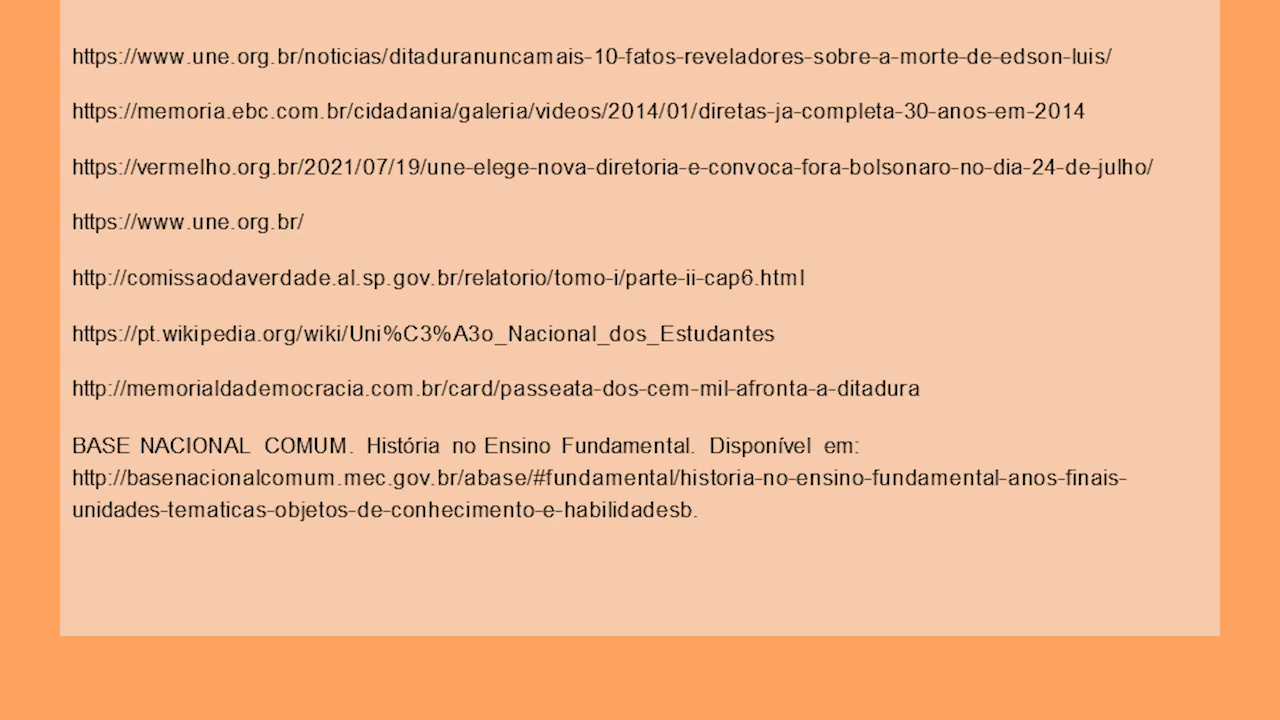 https://www.une.org.br/noticias/ditaduranuncamais-10-fatos-reveladores-sobre-a-morte-de-edson-luis/
https://memoria.ebc.com.br/cidadania/galeria/videos/2014/01/diretas-ja-completa-30-anos-em-2014
https://vermelho.org.br/2021/07/19/une-elege-nova-diretoria-e-convoca-fora-bolsonaro-no-dia-24-de-julho/
https://www.une.org.br/
http://comissaodaverdade.al.sp.gov.br/relatorio/tomo-i/parte-ii-cap6.html
https://pt.wikipedia.org/wiki/Uni%C3%A3o_Nacional_dos_Estudantes
http://memorialdademocracia.com.br/card/passeata-dos-cem-mil-afronta-a-ditadura
BASE NACIONAL COMUM. História no Ensino Fundamental. Disponível em:
http://basenacionalcomum.mec.gov.br/abase/#fundamental/historia-no-ensino-fundamental-anos-finais-
unidades-tematicas-objetos-de-conhecimento-e-habilidadesb.